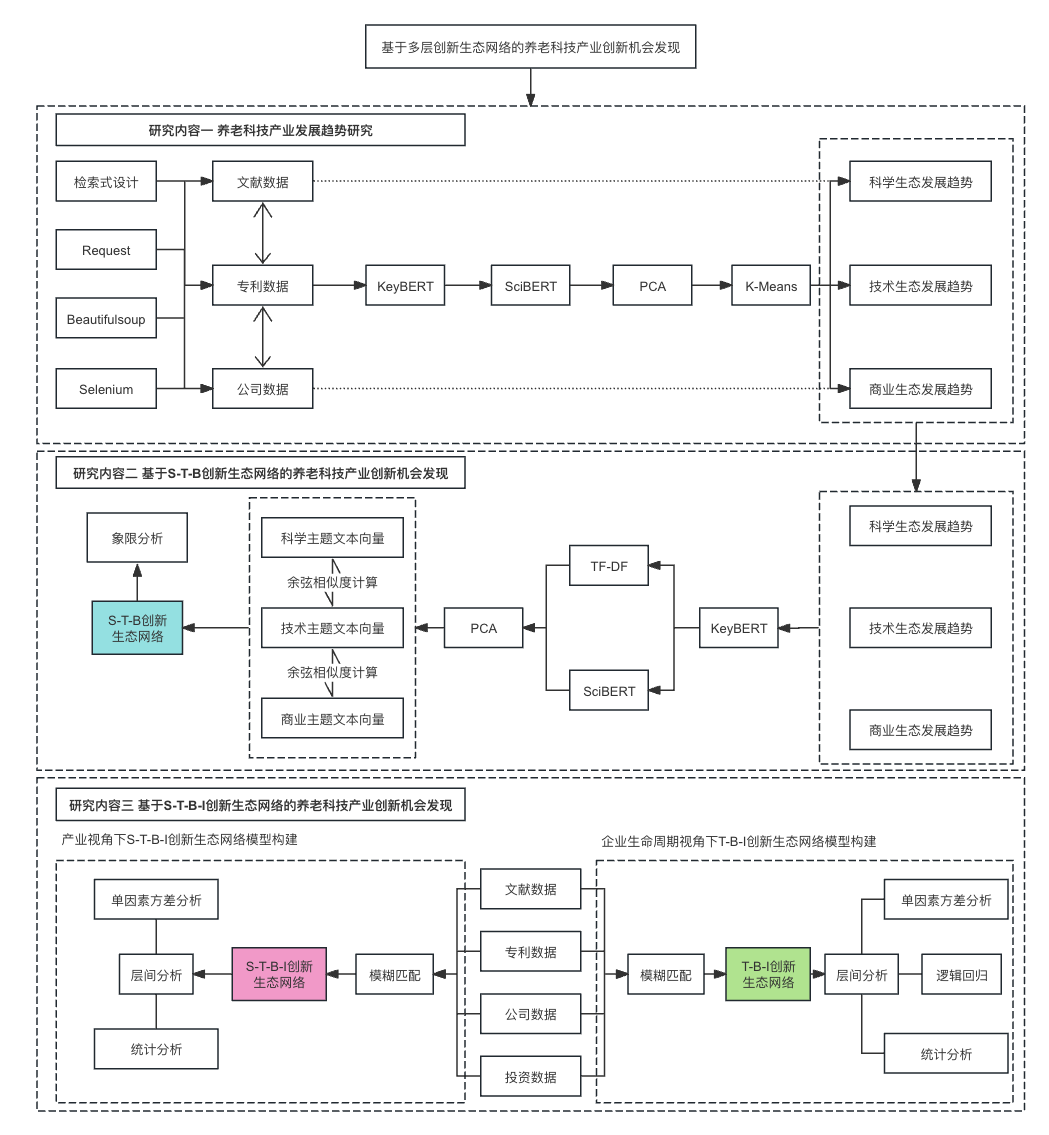 基于多层创新生态网络的养老科技产业创新机会发现
研究内容一 养老科技产业发展趋势研究
检索式设计
文献数据
科学生态发展趋势
Request
专利数据
KeyBERT
SciBERT
PCA
K-Means
技术生态发展趋势
Beautifulsoup
Selenium
公司数据
商业生态发展趋势
研究内容二 基于S-T-B创新生态网络的养老科技产业创新机会发现
象限分析
科学主题文本向量
科学生态发展趋势
余弦相似度计算
TF-DF
S-T-B创新
生态网络
技术主题文本向量
PCA
KeyBERT
技术生态发展趋势
余弦相似度计算
SciBERT
商业主题文本向量
商业生态发展趋势
研究内容三 基于S-T-B-I创新生态网络的养老科技产业创新机会发现
产业视角下S-T-B-I创新生态网络模型构建
企业生命周期视角下T-B-I创新生态网络模型构建
单因素方差分析
文献数据
单因素方差分析
专利数据
层间分析
S-T-B-I创新
生态网络
模糊匹配
模糊匹配
T-B-I创新
生态网络
层间分析
逻辑回归
公司数据
统计分析
统计分析
投资数据